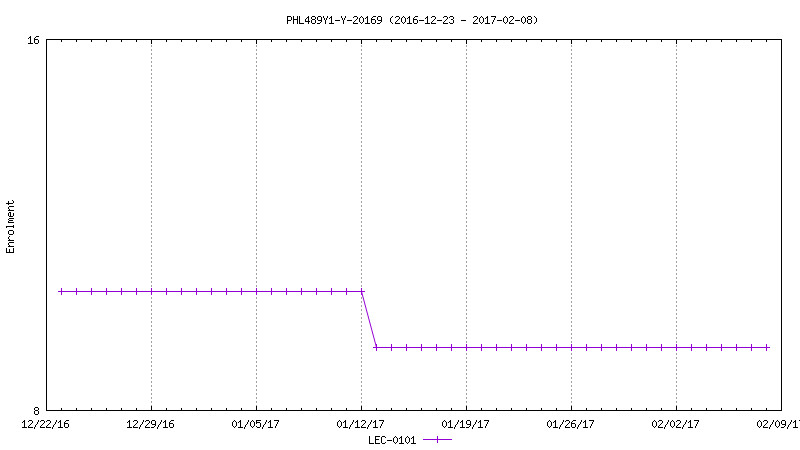 PHL489Y1-Y-20169 (2016-12-23 - 2017-02-08)
16
Enrolment
8
12/22/16 12/29/16 01/05/17 01/12/17 01/19/17 01/26/17 02/02/17 02/09/1
LEC-0101